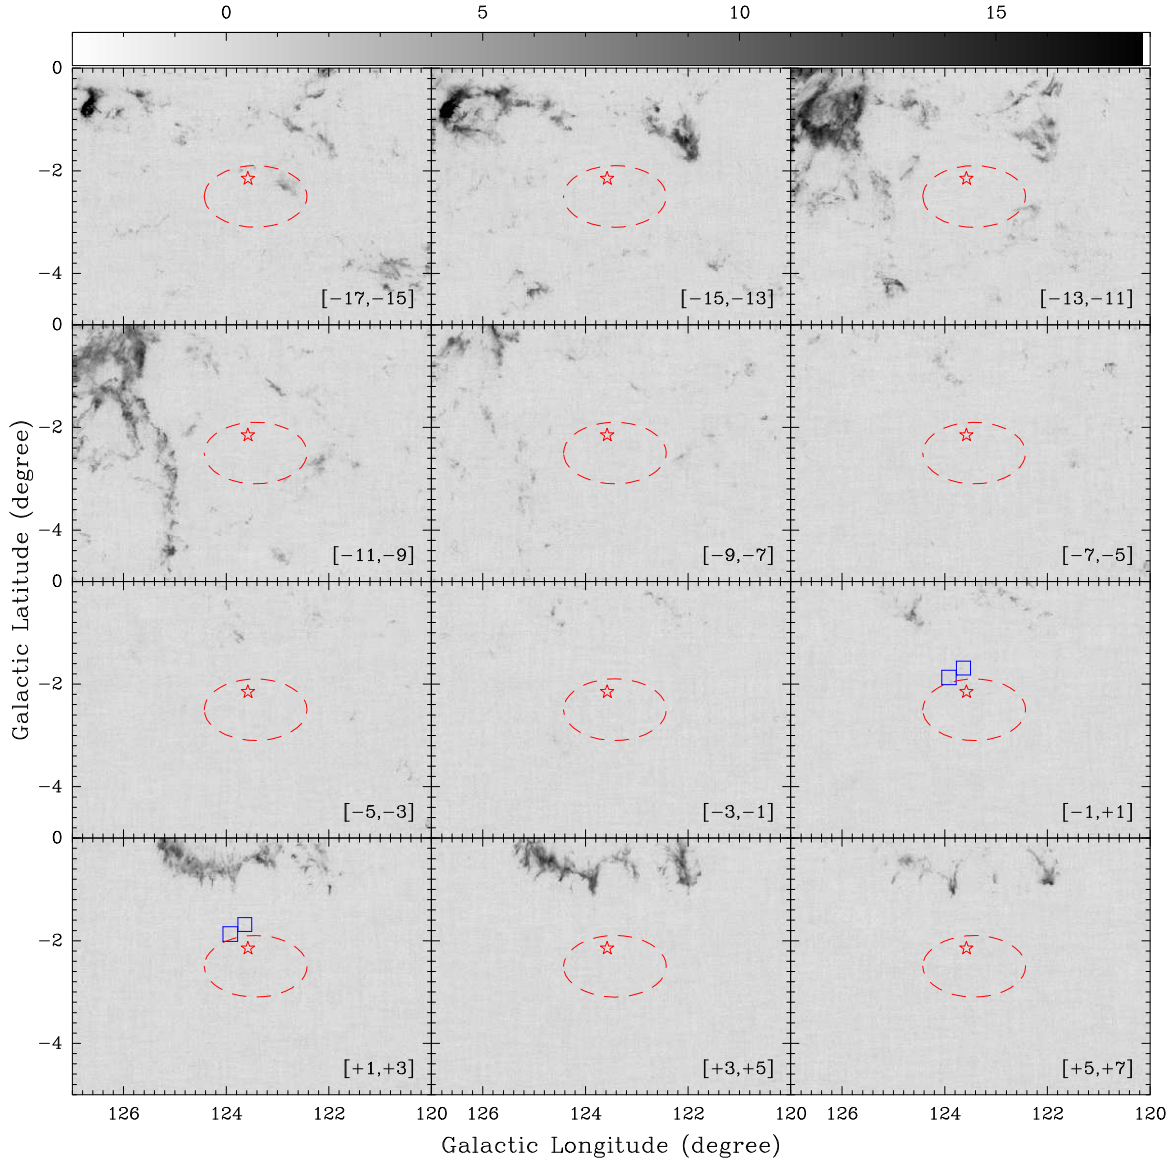 0 5 10 15
0
−2
−4
[−17,−15] [−15,−13] [−13,−11]
0
−2
−4
[−11,−9] [−9,−7] [−7,−5]
0
−2
−4
[−5,−3] [−3,−1] [−1,+1]
0
−2
−4
[+1,+3] [+3,+5] [+5,+7]
126 124 122 120 126 124 122 120 126 124 122 120
Galactic Longitude (degree)
Galactic Latitude (degree)